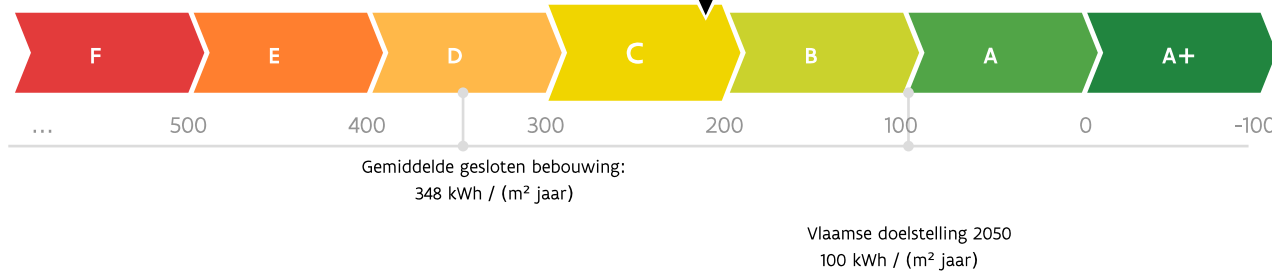 F E D C B A A+
... 500 400 300 200 100 0 -100
Gemiddelde gesloten bebouwing:
348 kWh / (m² jaar)
Vlaamse doelstelling 2050
100 kWh / (m² jaar)